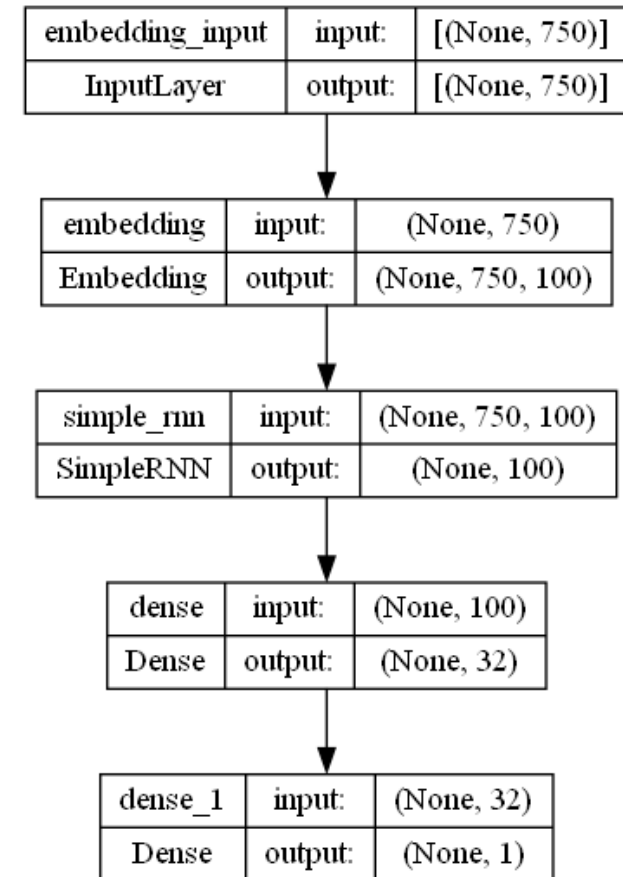 embedding_input input: [(None, 750)]
InputLayer output: [(None, 750)]
embedding input: (None, 750)
Embedding output: (None, 750, 100)
simple_rnn input: (None, 750, 100)
SimpleRNN output: (None, 100)
dense input: (None, 100)
Dense output: (None, 32)
dense_1 input: (None, 32)
Dense output: (None, 1)